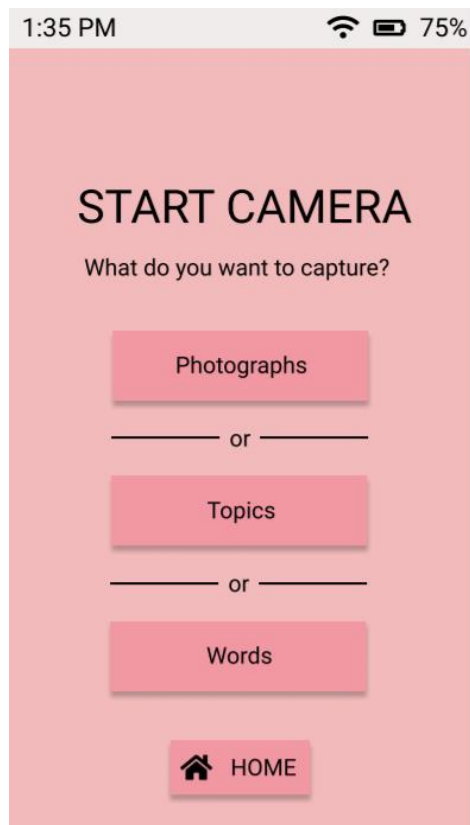 1:35 PM 75%
START CAMERA
What do you want to capture?
Photographs
or
Topics
or
Words
HOME